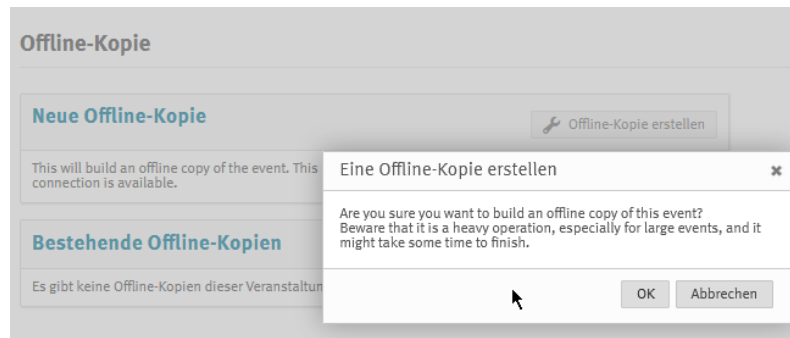 Offline-Kopie
Neue Offline-Kopie
Offline-Kopie erstellen
This will build an offline copy of the event. This
connection is available.
Bestehende Offline-Kopien
Es gibt keine Offline-Kopien dieser Veranstaltun
Eine Offline-Kopie erstellen
Are you sure you want to build an offline copy of this event?
Beware that it is a heavy operation, especially for large events, and it
might take some time to finish.
OK
Abbrechen